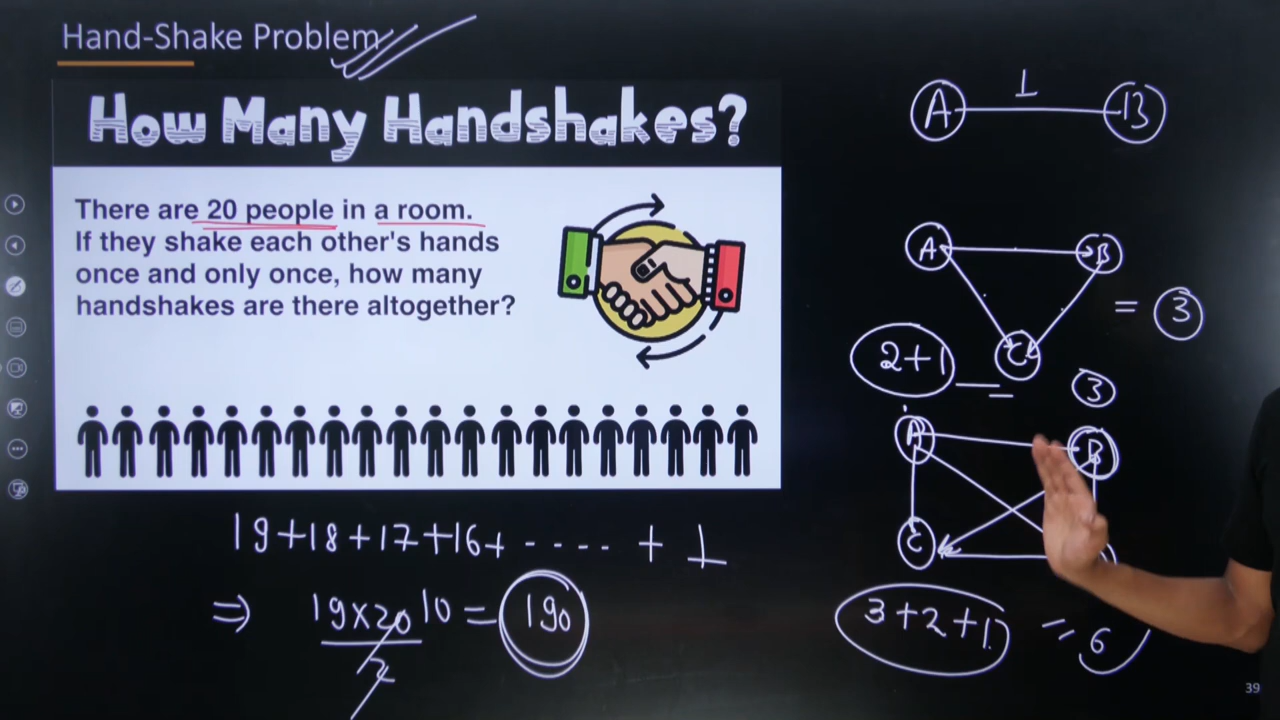 Hand-Shake Problem
How Many Handshakes?
There are 20 people in a room.
If they shake each other's hands
once and only once, how many
handshakes are there altogether?
19+18+17+16+ ---- + 1
⇒ 19×20 10 = 190
2
A 1 B
A B
C
= 3
2+1 = 3
A B
C
3+2+1 = 6
39